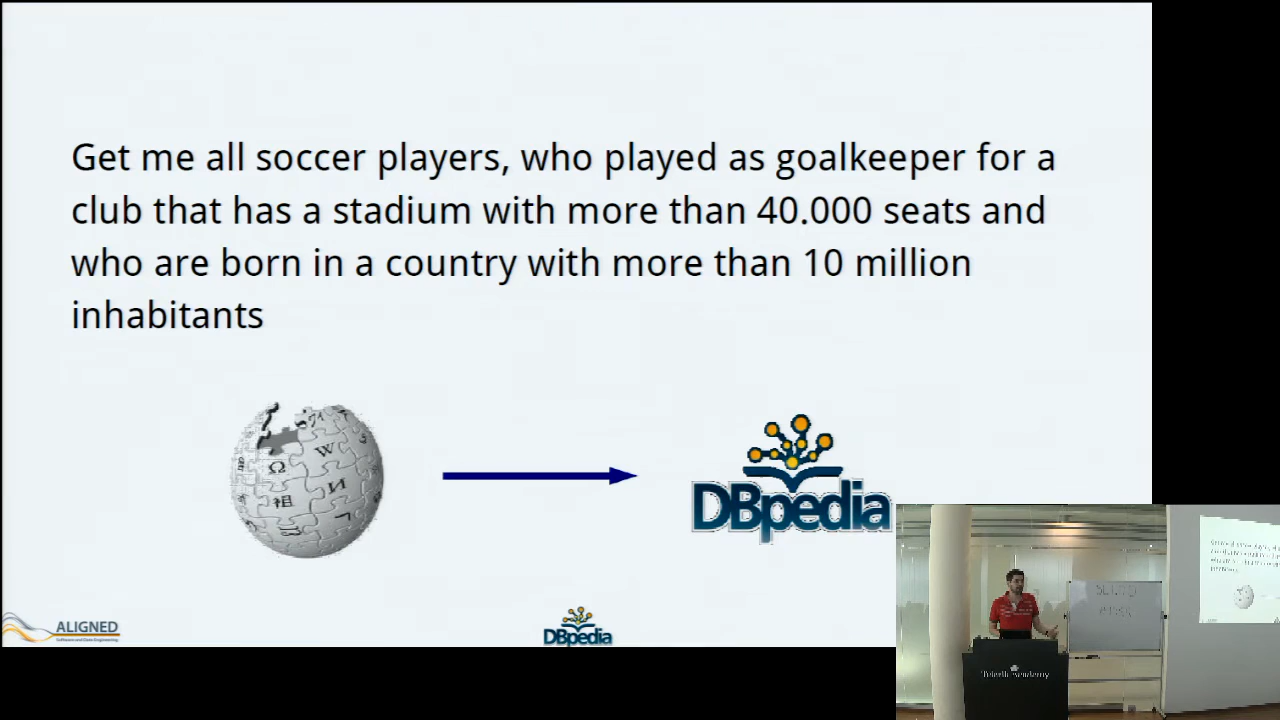 Get me all soccer players, who played as goalkeeper for a
club that has a stadium with more than 40.000 seats and
who are born in a country with more than 10 million
inhabitants
DBpedia
ALIGNED
Software and Data Engineering
DBpedia